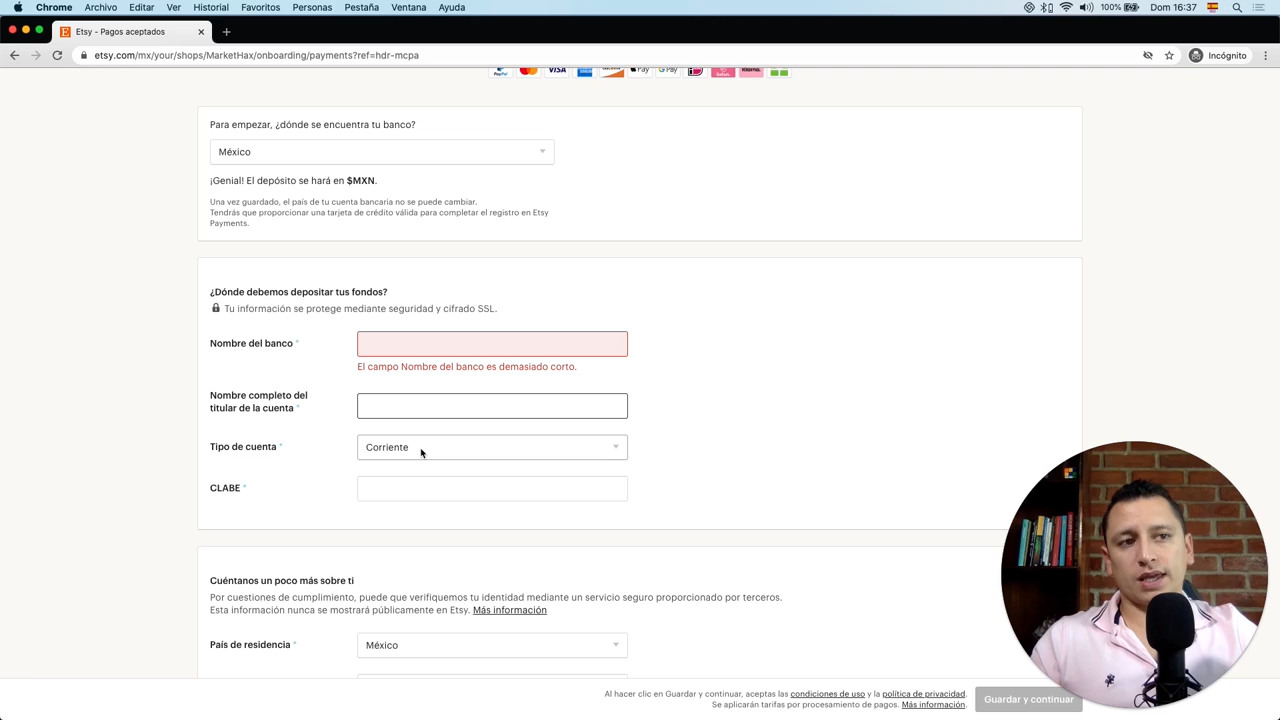 Chrome Archivo Editar Ver Historial Favoritos Personas Pestaña Ventana Ayuda
100% Dom 16:37
Etsy - Pagos aceptados
etsy.com/mx/your/shops/MarketHax/onboarding/payments?ref=hdr-mcpa
Incógnito
PayPal VISA Pay G Pay
Para empezar, ¿dónde se encuentra tu banco?
México
¡Genial! El depósito se hará en $MXN.
Una vez guardado, el país de tu cuenta bancaria no se puede cambiar.
Tendrás que proporcionar una tarjeta de crédito válida para completar el registro en Etsy
Payments.
¿Dónde debemos depositar tus fondos?
Tu información se protege mediante seguridad y cifrado SSL.
Nombre del banco *
El campo Nombre del banco es demasiado corto.
Nombre completo del
titular de la cuenta *
Tipo de cuenta *
Corriente
CLABE *
Cuéntanos un poco más sobre ti
Por cuestiones de cumplimiento, puede que verifiquemos tu identidad mediante un servicio seguro proporcionado por terceros.
Esta información nunca se mostrará públicamente en Etsy. Más información
País de residencia *
México
Al hacer clic en Guardar y continuar, aceptas las condiciones de uso y la política de privacidad.
Se aplicarán tarifas por procesamiento de pagos. Más información.
Guardar y continuar